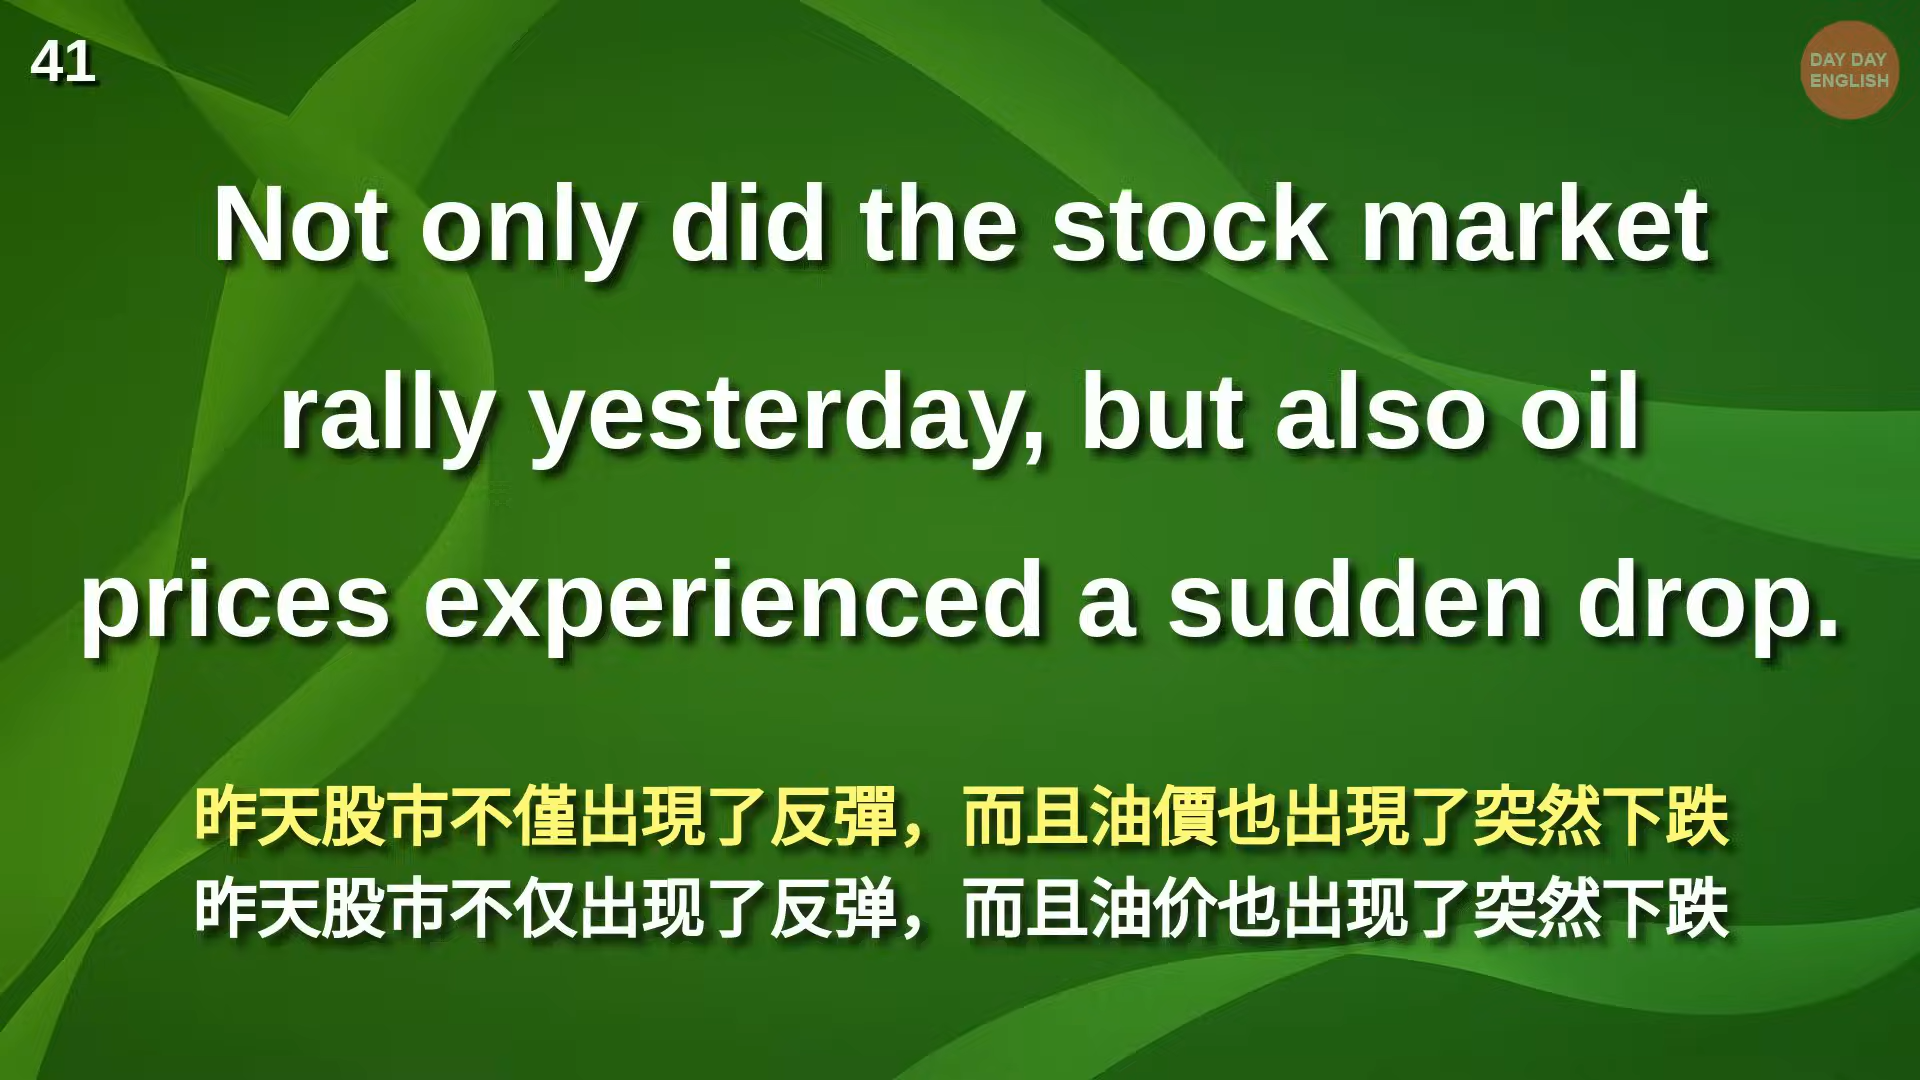 41
DAY DAY
ENGLISH
Not only did the stock market
rally yesterday, but also oil
prices experienced a sudden drop.
昨天股市不僅出現了反彈，而且油價也出現了突然下跌
昨天股市不仅出现了反弹，而且油价也出现了突然下跌